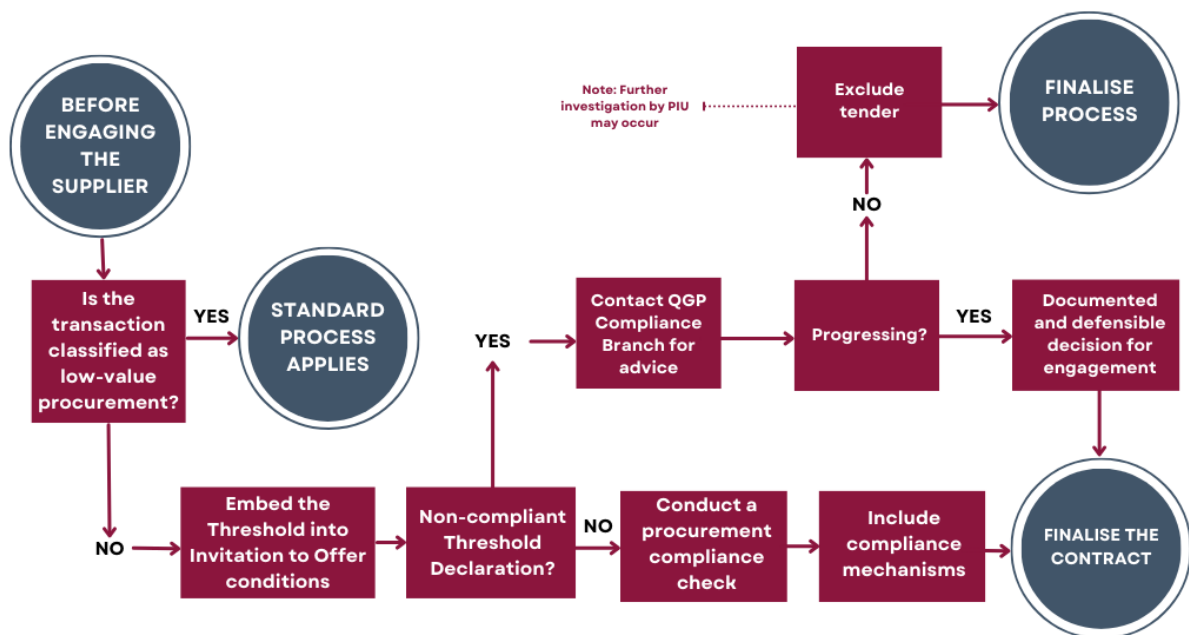 BEFORE
ENGAGING
THE
SUPPLIER
Is the
transaction
classified as
low-value
procurement?
YES
STANDARD
PROCESS
APPLIES
NO
Embed the
Threshold into
Invitation to Offer
conditions
Non-compliant
Threshold
Declaration?
YES
Contact QGP
Compliance
Branch for
advice
Progressing?
NO
Exclude
tender
Note: Further
investigation by PIU
may occur
FINALISE
PROCESS
YES
Documented
and defensible
decision for
engagement
NO
Conduct a
procurement
compliance
check
Include
compliance
mechanisms
FINALISE THE
CONTRACT